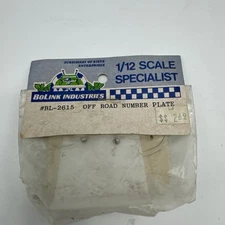 1/12 SCALE
SPECIALIST
BOLINK INDUSTRIES
#BL-2615 OFF ROAD NUMBER PLATE